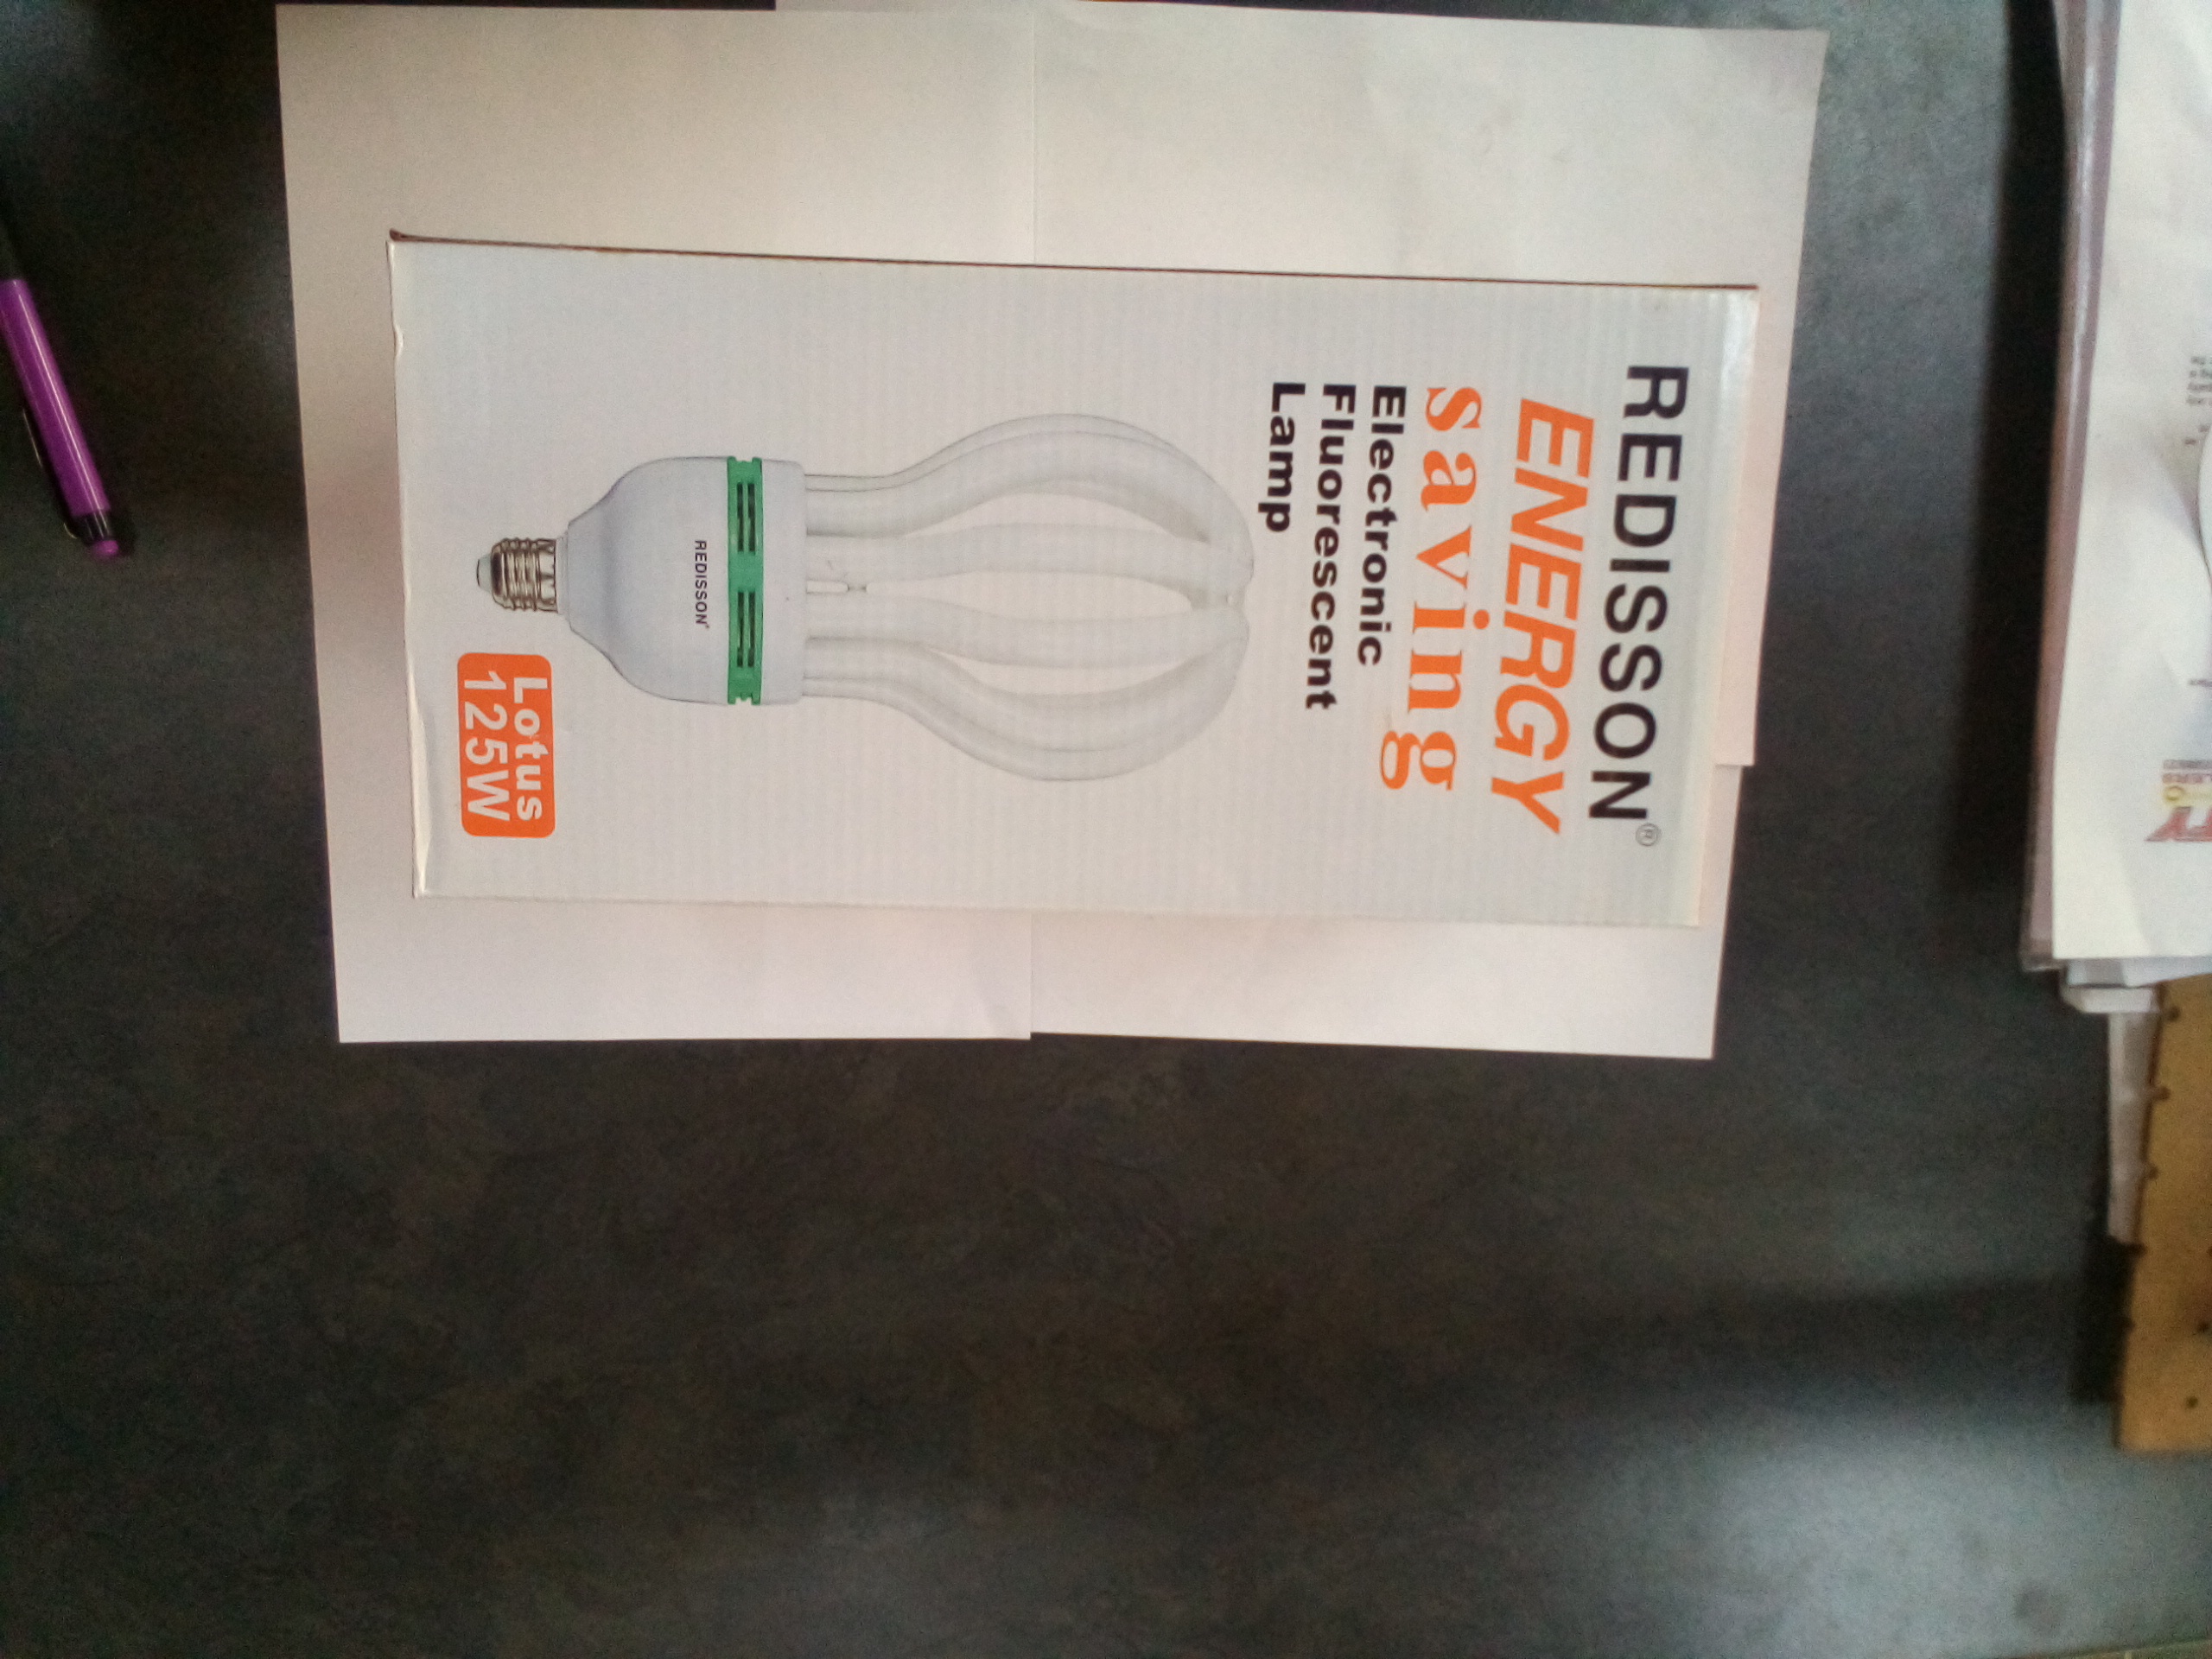 REDISSON®
ENERGY
saving
Electronic
Fluorescent
Lamp
REDISSON®
Lotus
125W